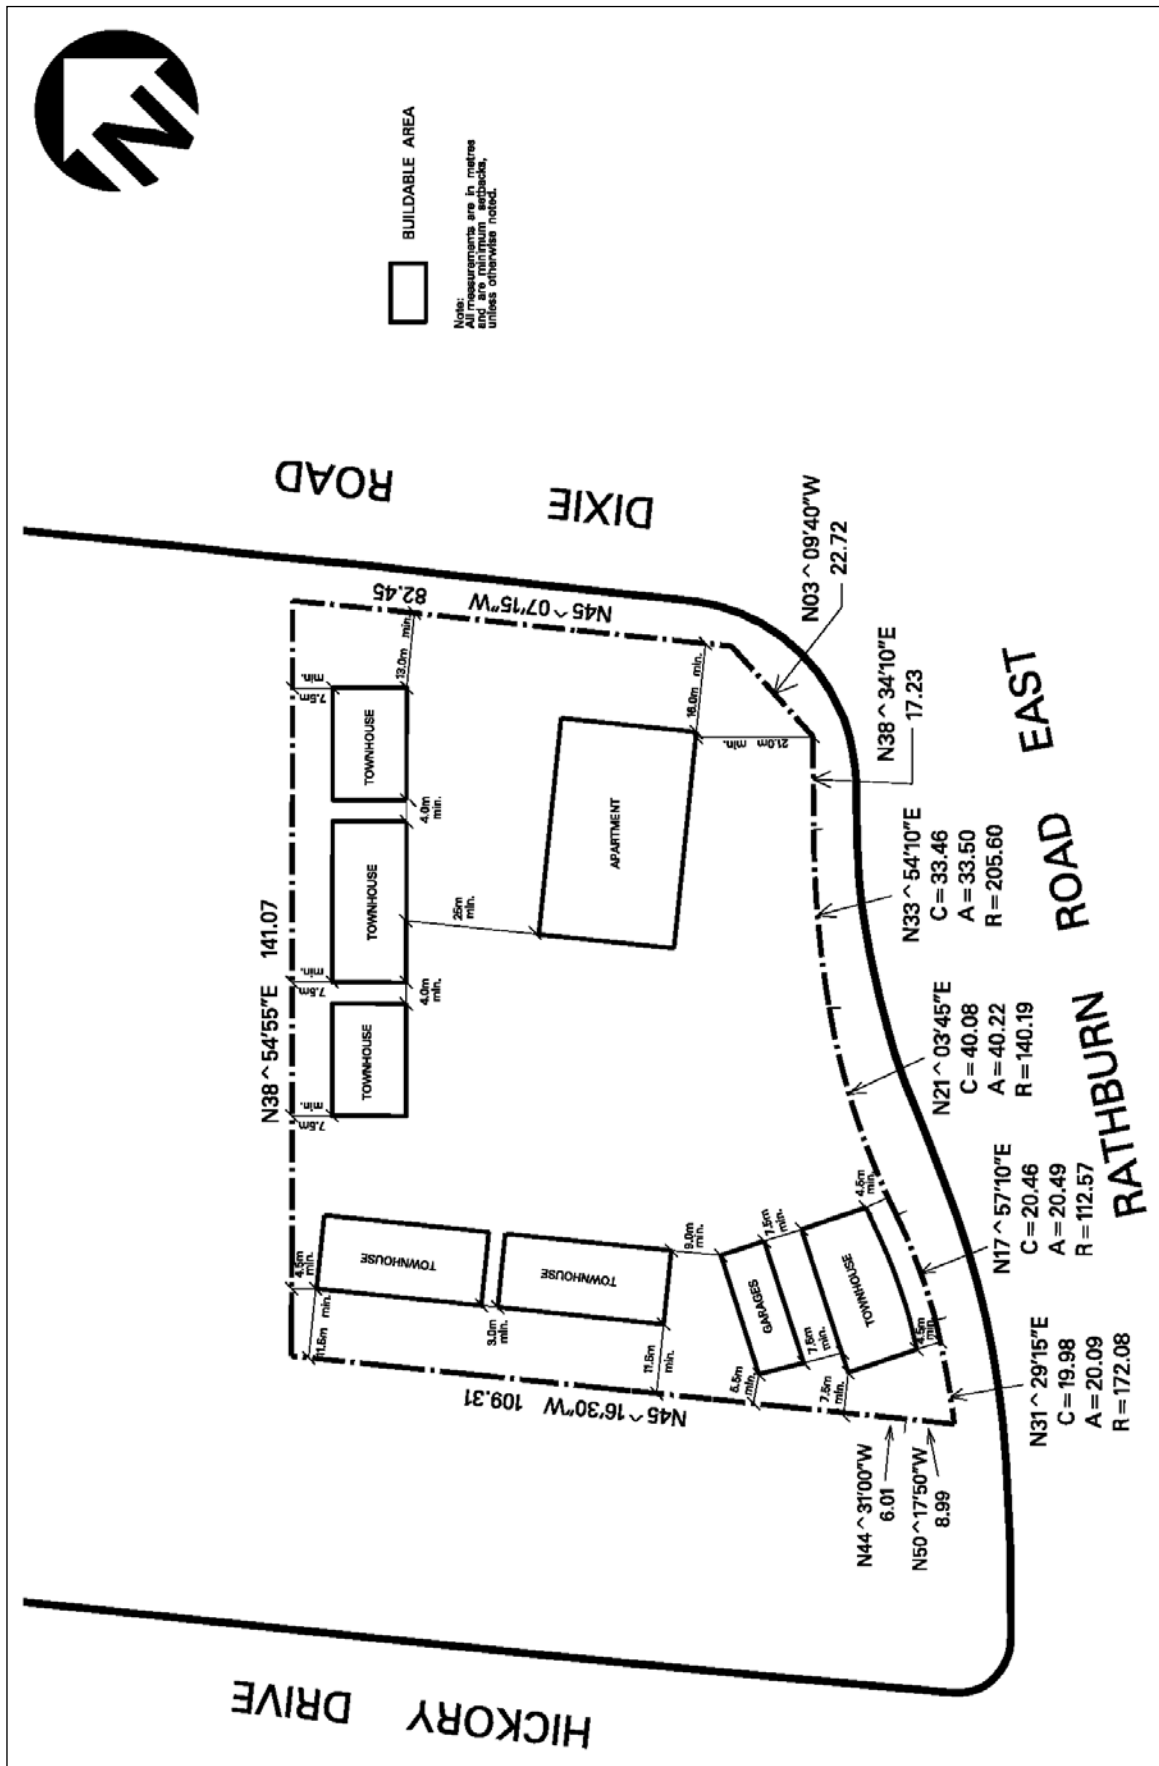 N
BUILDABLE AREA
Note:
All measurements are in metres
and are minimum setbacks,
unless otherwise noted.
DIXIE ROAD
HICKORY DRIVE
RATHBURN ROAD EAST
N38^54'55"E 141.07
N45^07'15"W 82.45
N03^09'40"W
22.72
N38^34'10"E
17.23
N33^54'10"E
C=33.46
A=33.50
R=205.60
N21^03'45"E
C=40.08
A=40.22
R=140.19
N17^57'10"E
C=20.46
A=20.49
R=112.57
N31^29'15"E
C=19.98
A=20.09
R=172.08
N50^17'50"W
8.99
N44^31'00"W
6.01
N45^16'30"W 109.31
TOWNHOUSE
TOWNHOUSE
TOWNHOUSE
TOWNHOUSE
TOWNHOUSE
TOWNHOUSE
GARAGES
APARTMENT
7.5m
min.
7.5m
min.
7.5m
min.
13.0m min.
4.0m
min.
4.0m
min.
25m
min.
16.0m min.
21.0m min.
4.5m
min.
11.6m min.
3.0m
min.
11.5m
min.
9.0m
min.
7.5m
min.
7.5m
min.
5.5m
min.
7.5m
min.
4.5m
min.
4.5m
min.